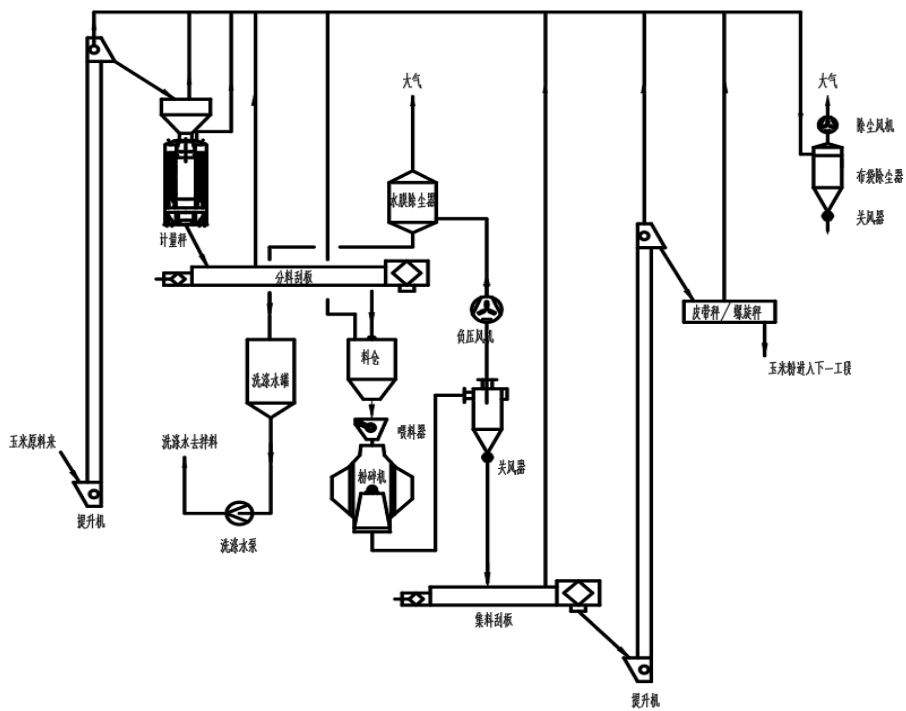 大气
大气
除尘风机
布袋除尘器
水膜除尘器
关风器
计量秤
分料刮板
皮带秤/螺旋秤
负压风机
料仓
玉米粉进入下一工段
洗涤水罐
喂料器
玉米原料来
洗涤水去拌料
关风器
粉碎机
提升机
洗涤水泵
集料刮板
提升机